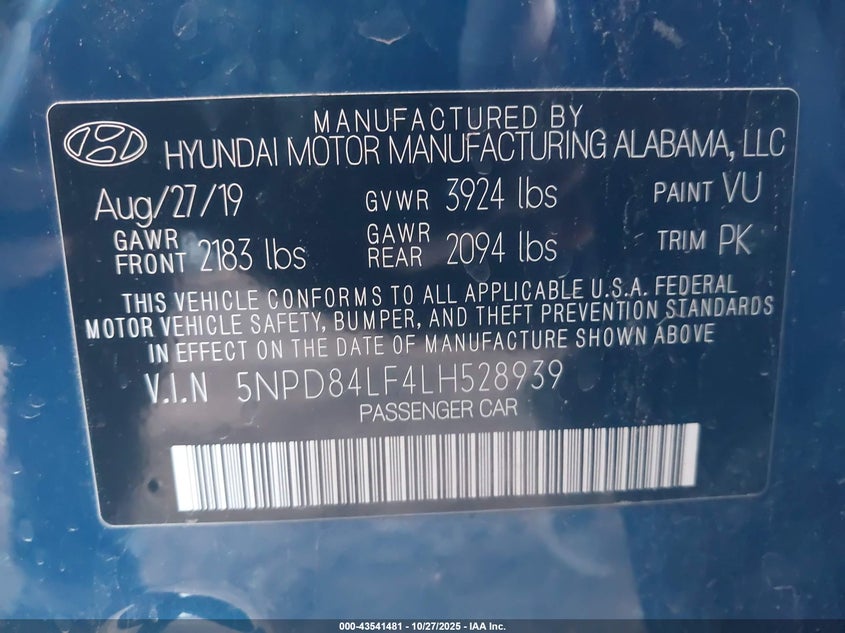 MANUFACTURED BY
HYUNDAI MOTOR MANUFACTURING ALABAMA, LLC
Aug/27/19 GVWR 3924 lbs PAINT VU
GAWR FRONT 2183 lbs GAWR REAR 2094 lbs TRIM PK
THIS VEHICLE CONFORMS TO ALL APPLICABLE U.S.A. FEDERAL
MOTOR VEHICLE SAFETY, BUMPER, AND THEFT PREVENTION STANDARDS
IN EFFECT ON THE DATE OF MANUFACTURE SHOWN ABOVE
V.I.N 5NPD84LF4LH528939
PASSENGER CAR
000-43541481 - 10/27/2025 - IAA Inc.